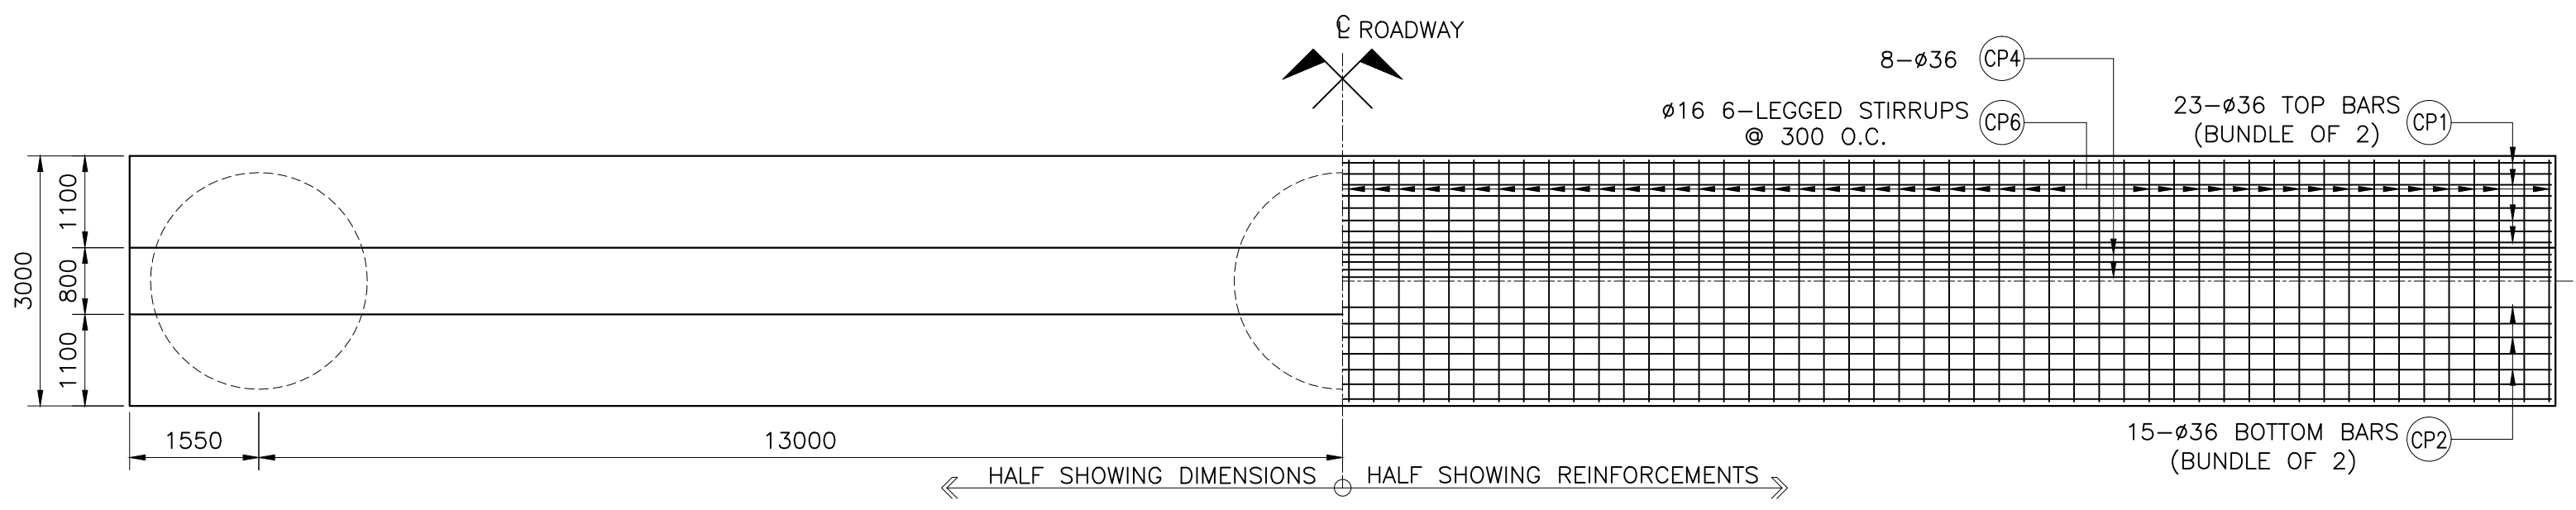 ℄ ROADWAY
8-ø36 CP4
ø16 6-LEGGED STIRRUPS
@ 300 O.C.
CP6
23-ø36 TOP BARS
(BUNDLE OF 2)
CP1
3000
1100
800
1100
1550
13000
HALF SHOWING DIMENSIONS
HALF SHOWING REINFORCEMENTS
15-ø36 BOTTOM BARS
(BUNDLE OF 2)
CP2